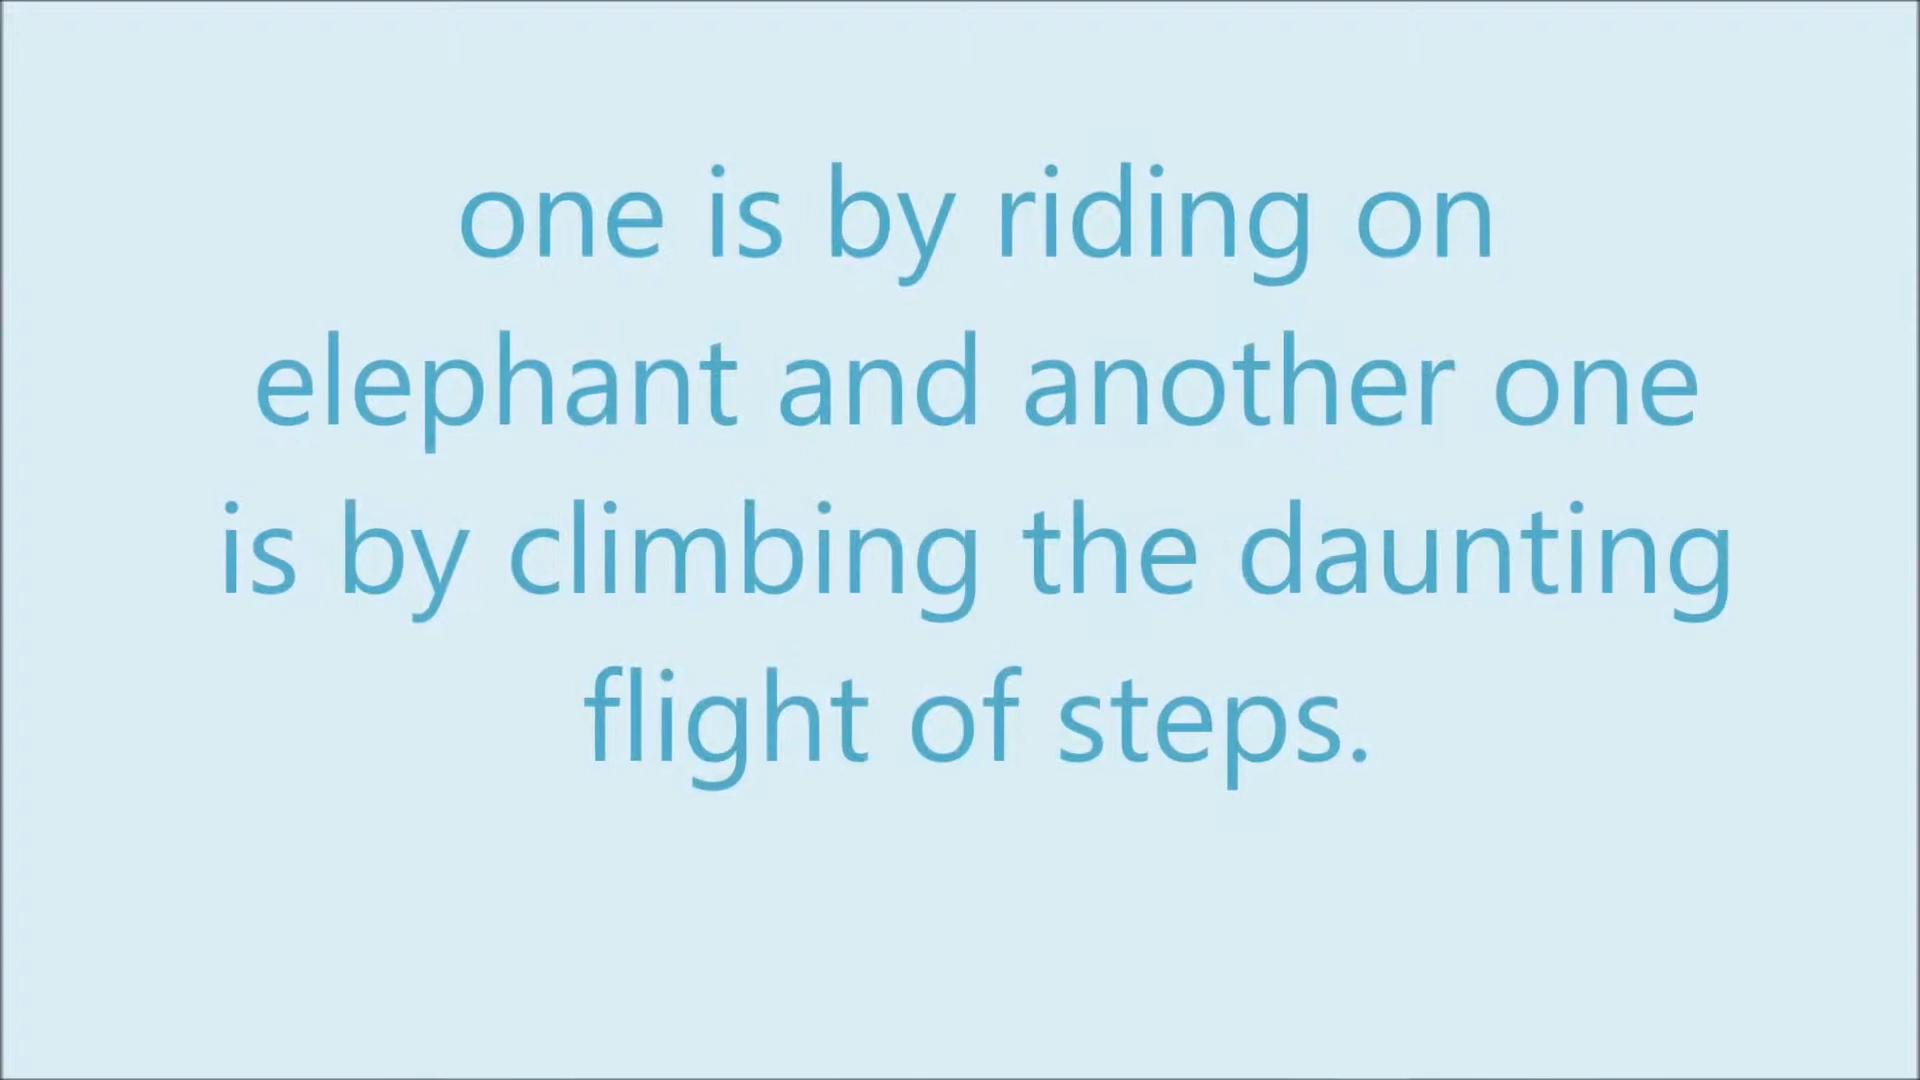 one is by riding on
elephant and another one
is by climbing the daunting
flight of steps.